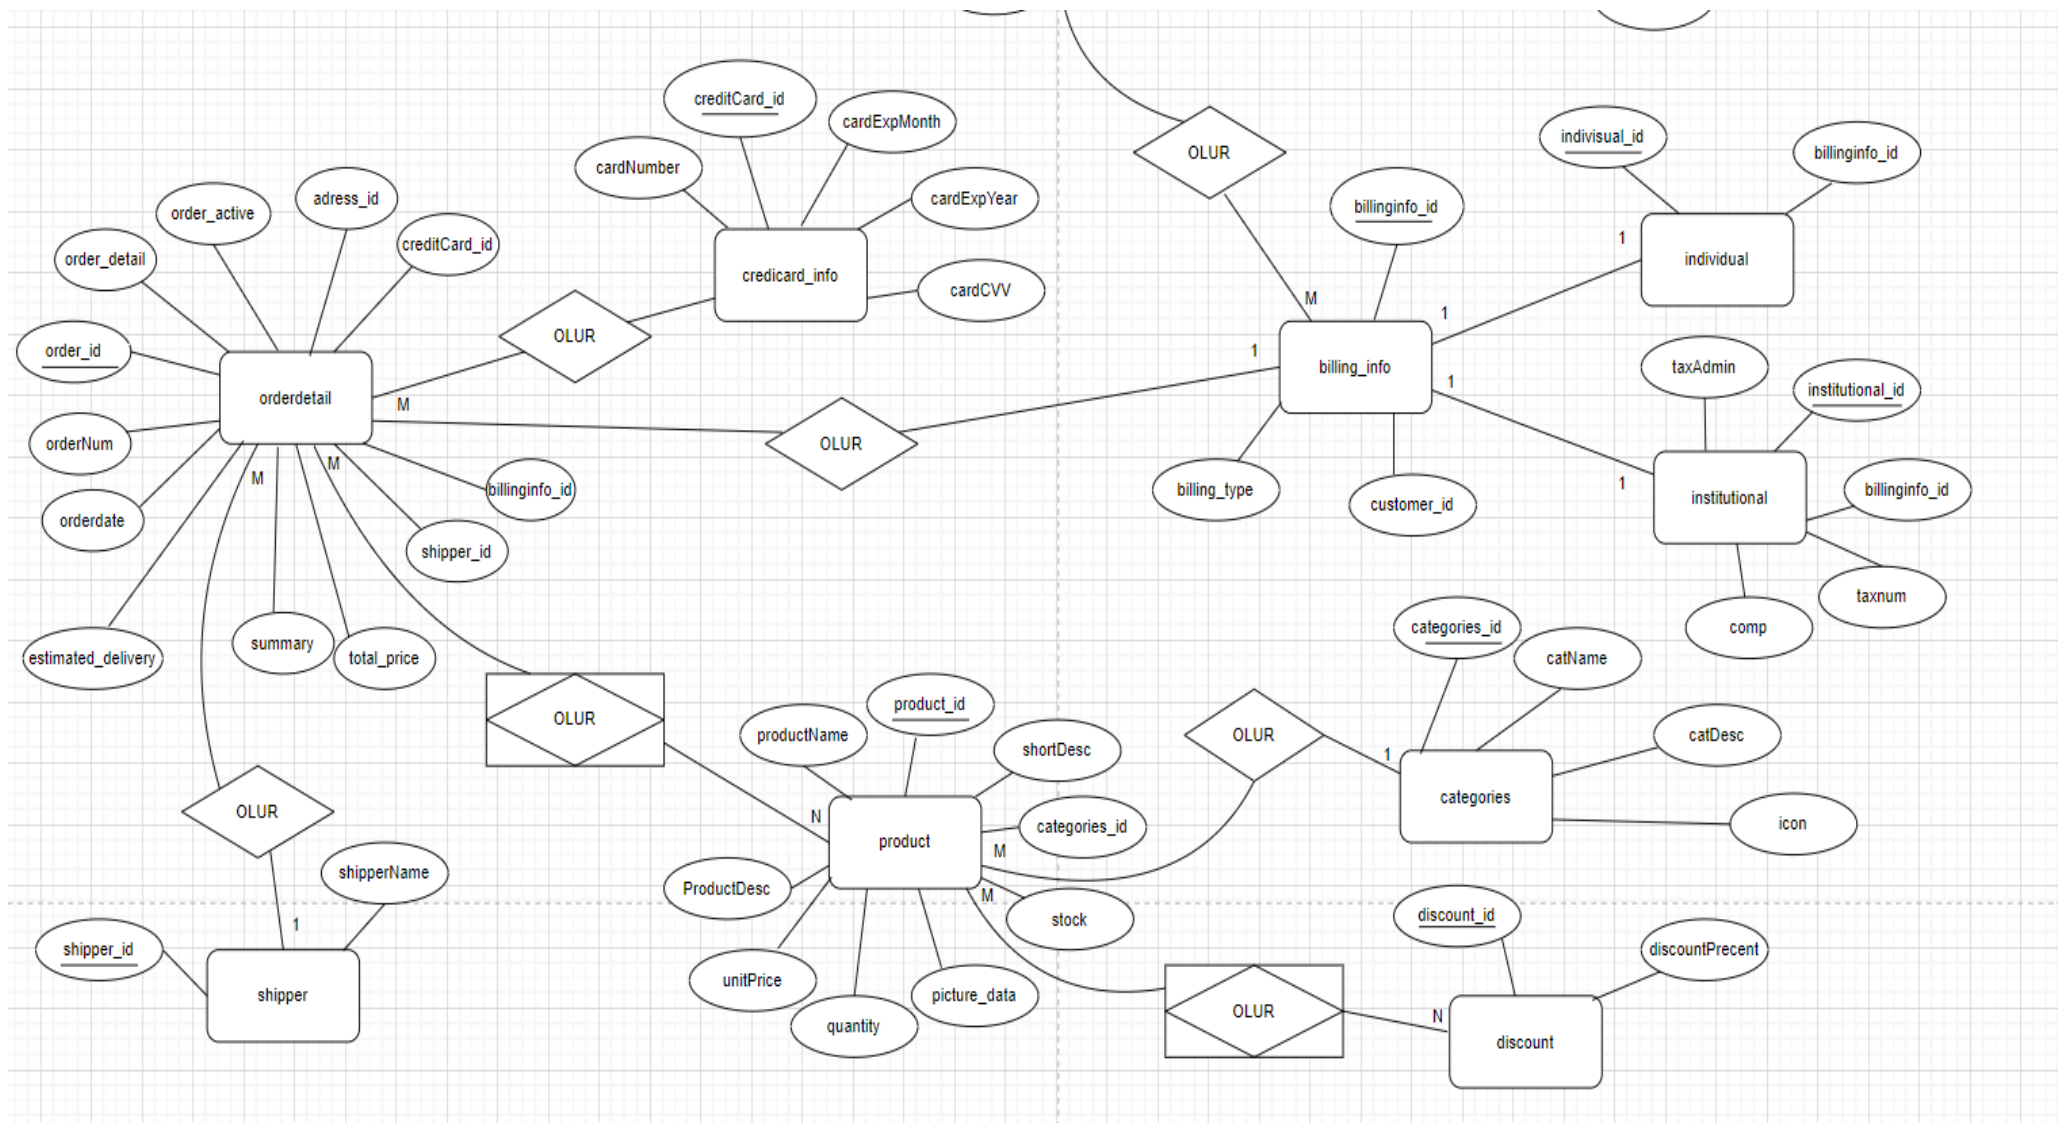 creditCard_id
cardExpMonth
cardNumber
cardExpYear
credicard_info
cardCVV
OLUR
order_active
adress_id
creditCard_id
order_detail
order_id
orderdetail
M
orderNum
orderdate
M
M
billinginfo_id
shipper_id
estimated_delivery
summary
total_price
OLUR
OLUR
M
billinginfo_id
1
billing_info
1
1
billing_type
customer_id
indivisual_id
billinginfo_id
1
individual
taxAdmin
institutional_id
1
institutional
billinginfo_id
taxnum
comp
OLUR
OLUR
1
shipperName
shipper_id
shipper
productName
product_id
shortDesc
N
product
categories_id
M
M
ProductDesc
stock
unitPrice
quantity
picture_data
OLUR
1
categories_id
catName
catDesc
categories
icon
OLUR
N
discount_id
discountPrecent
discount